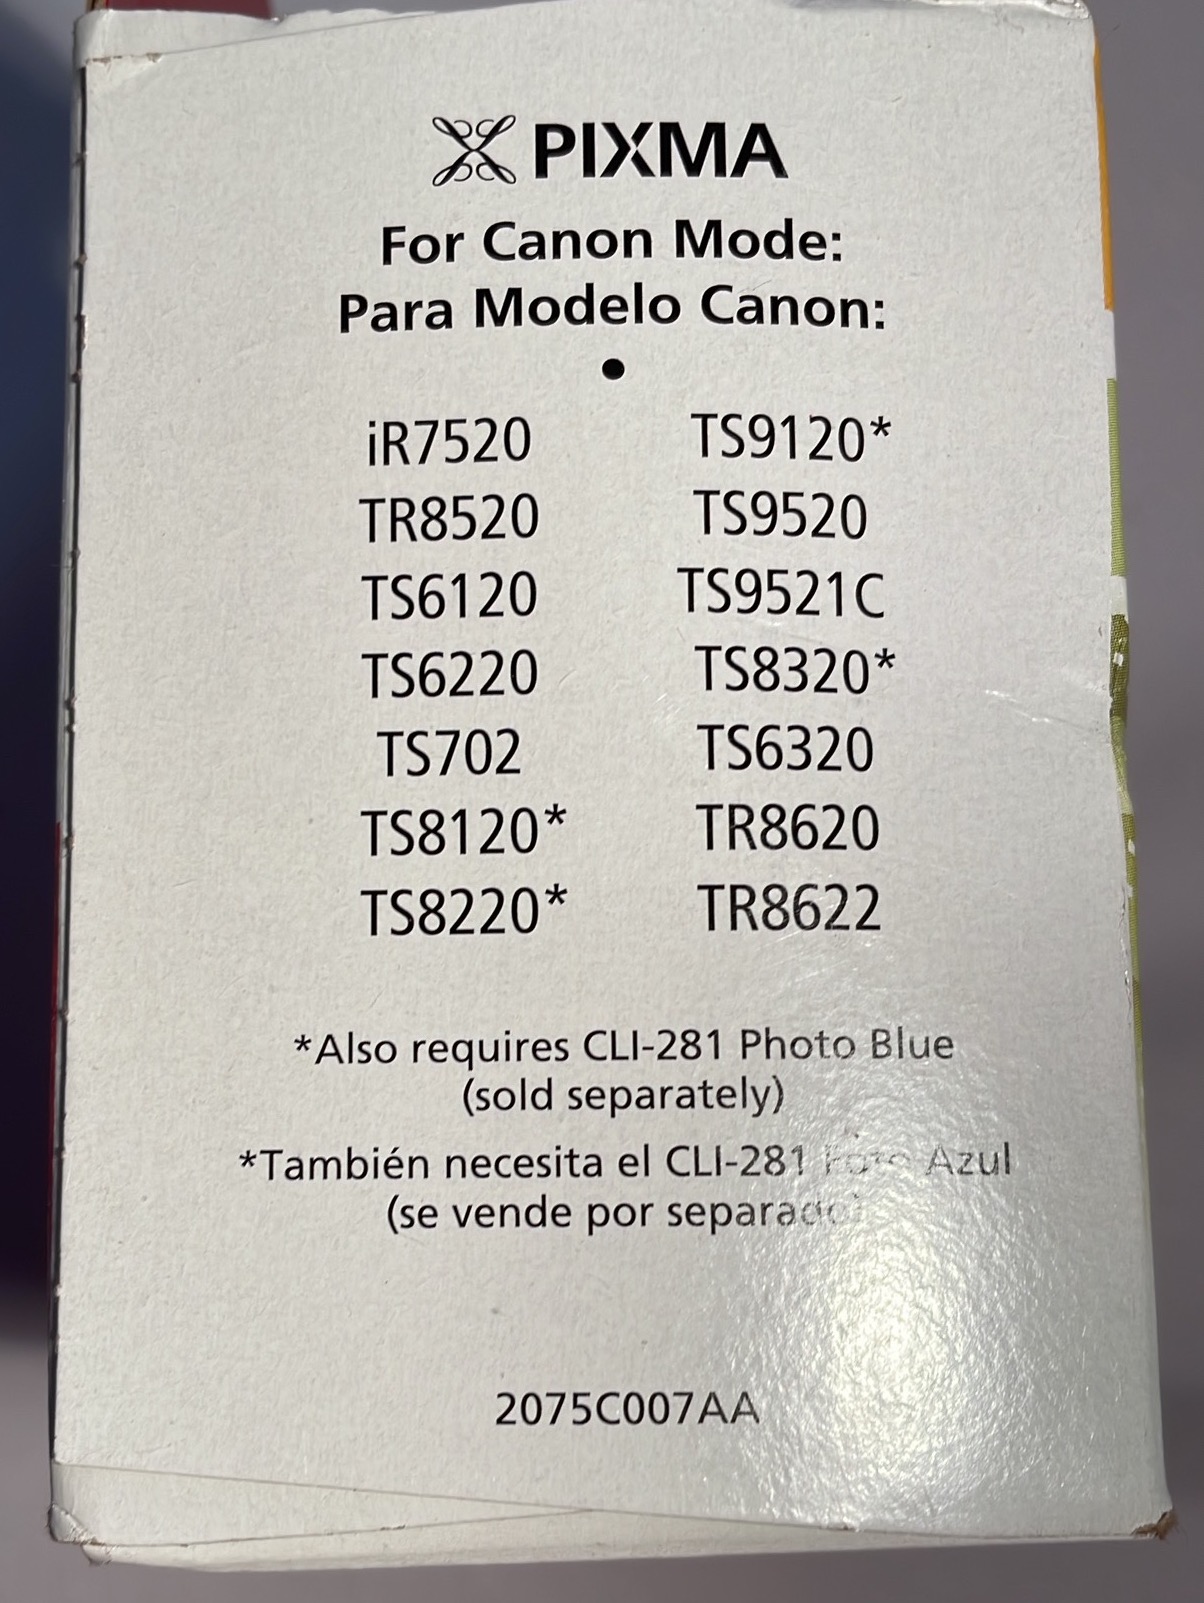 PIXMA
For Canon Mode:
Para Modelo Canon:
•
iR7520 TS9120*
TR8520 TS9520
TS6120 TS9521C
TS6220 TS8320*
TS702 TS6320
TS8120* TR8620
TS8220* TR8622
*Also requires CLI-281 Photo Blue
(sold separately)
*También necesita el CLI-281 Foto Azul
(se vende por separado)
2075C007AA